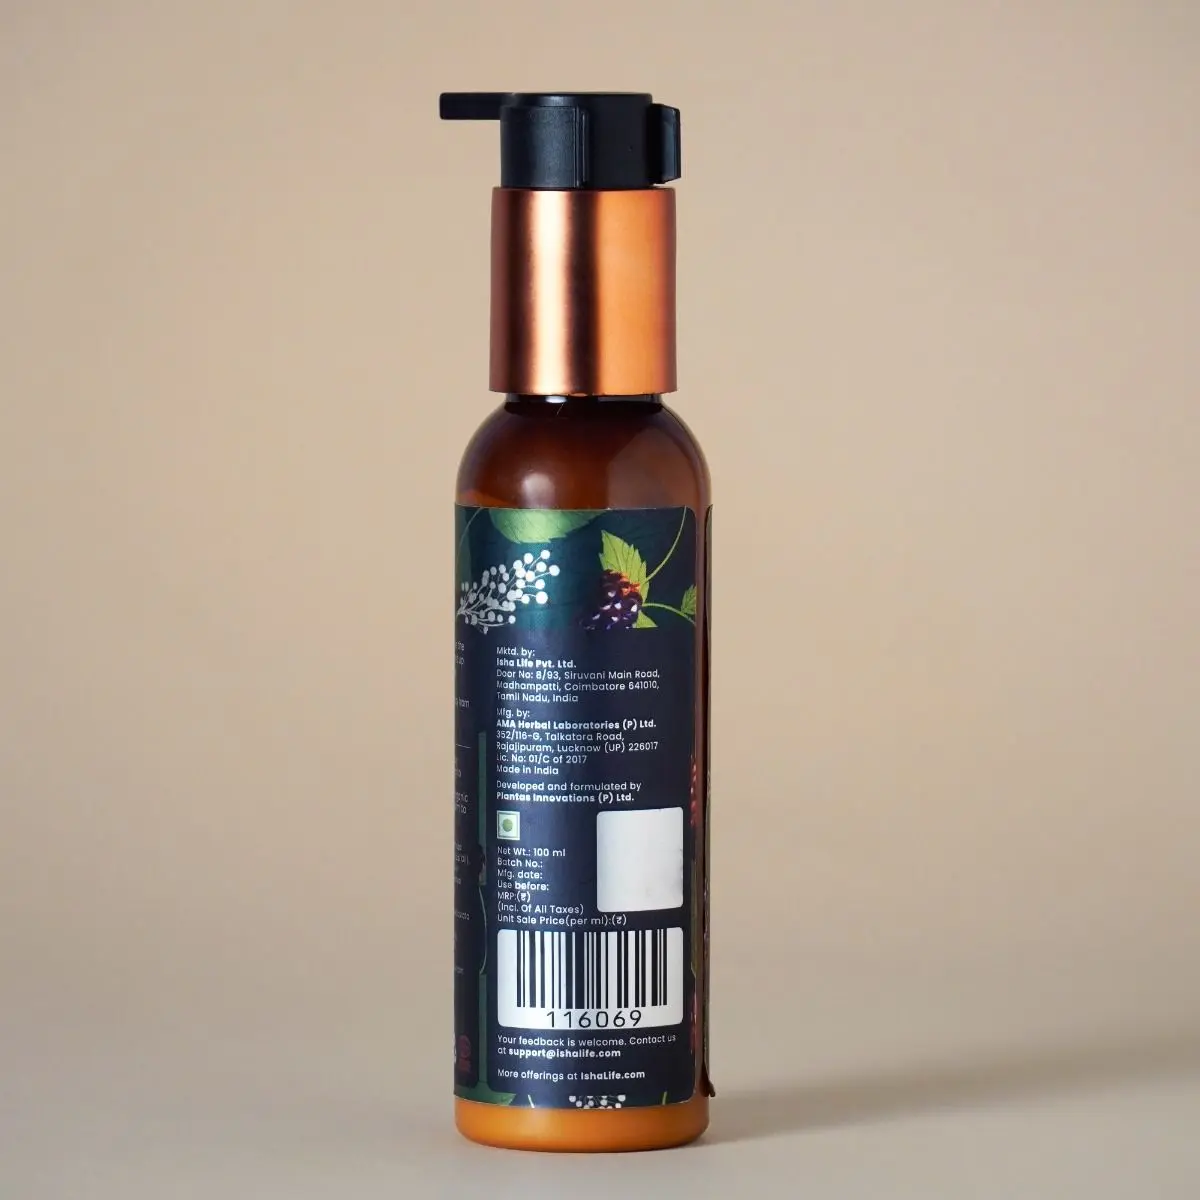 Mktd. by:
Isha Life Pvt. Ltd.
Door No: 8/93, Siruvani Main Road,
Madhampatti, Coimbatore 641010,
Tamil Nadu, India
Mfg. by:
AMA Herbal Laboratories (P) Ltd.
352/116-G, Talkatora Road,
Rajajipuram, Lucknow (UP) 226017
Lic. No: 01/C of 2017
Made in India
Developed and formulated by
Plantas Innovations (P) Ltd.
Net Wt.: 100 ml
Batch No.:
Mfg. date:
Use before:
MRP:(₹)
(Incl. Of All Taxes)
Unit Sale Price(per ml):(₹)
116069
Your feedback is welcome. Contact us
at support@ishalife.com
More offerings at IshaLife.com